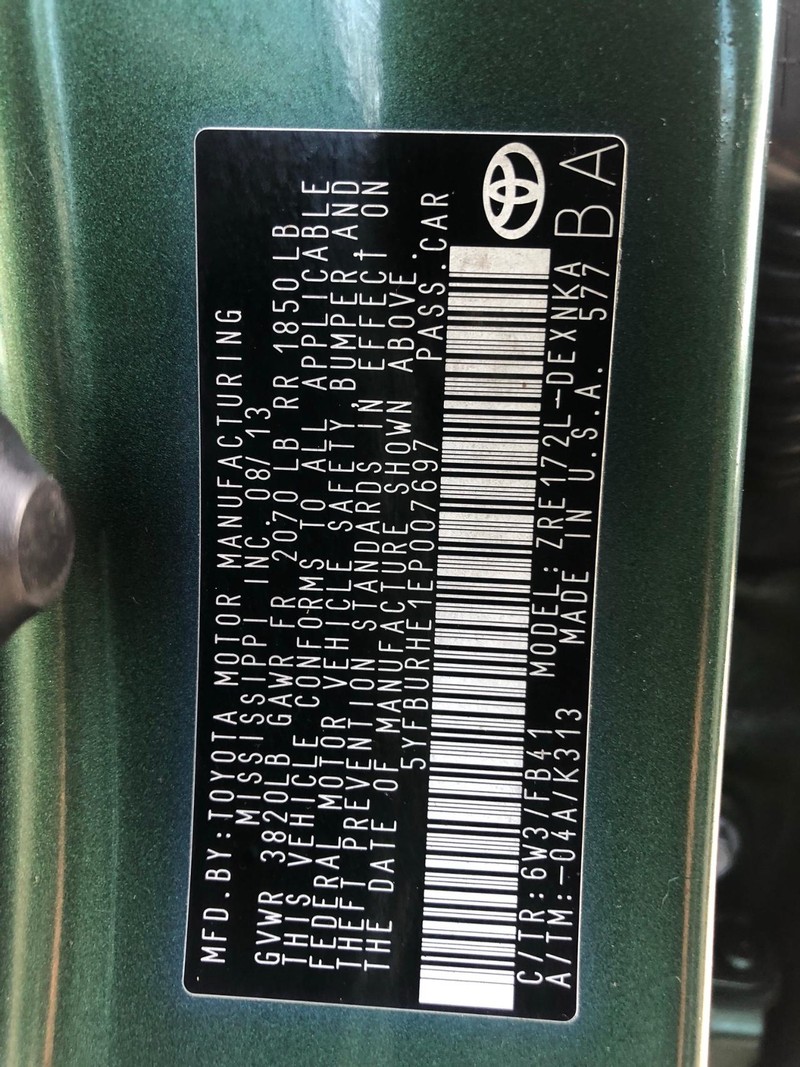 MFD.BY:TOYOTA MOTOR MANUFACTURING
MISSISSIPPI INC. 08/13
GVWR 3820LB GAWR FR 2070 LB RR 1850 LB
THIS VEHICLE CONFORMS TO ALL APPLICABLE
FEDERAL MOTOR VEHICLE SAFETY, BUMPER, AND
THEFT PREVENTION STANDARDS IN EFFECT ON
THE DATE OF MANUFACTURE SHOWN ABOVE.
5YFBURHE1EP007697 PASS.CAR
C/TR:6W3/FB41 MODEL:ZRE172L-DEXNKA
A/TM:-04A/K313 MADE IN U.S.A. 577 BA